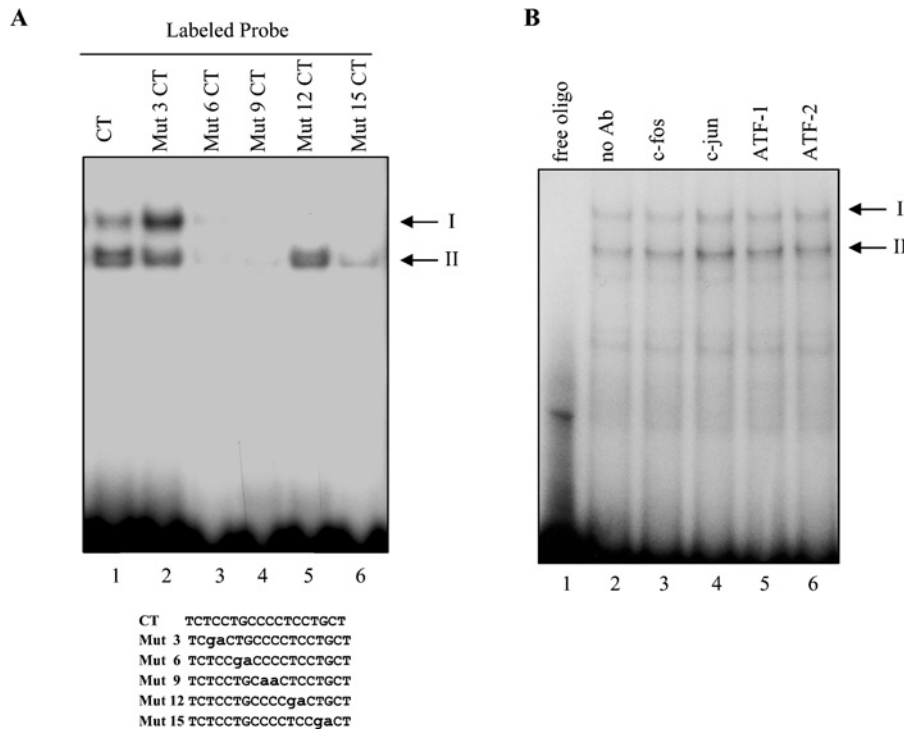 A
Labeled Probe
CT
Mut 3 CT
Mut 6 CT
Mut 9 CT
Mut 12 CT
Mut 15 CT
I
II
1 2 3 4 5 6
CT TCTCCTGCCCCTCCTGCT
Mut 3 TCgaCTGCCCCTCCTGCT
Mut 6 TCTCCgaCCCCTCCTGCT
Mut 9 TCTCCTGCaaCTCCTGCT
Mut 12 TCTCCTGCCCCgaCTGCT
Mut 15 TCTCCTGCCCCTCCgaCT
B
free oligo
no Ab
c-fos
c-jun
ATF-1
ATF-2
I
II
1 2 3 4 5 6